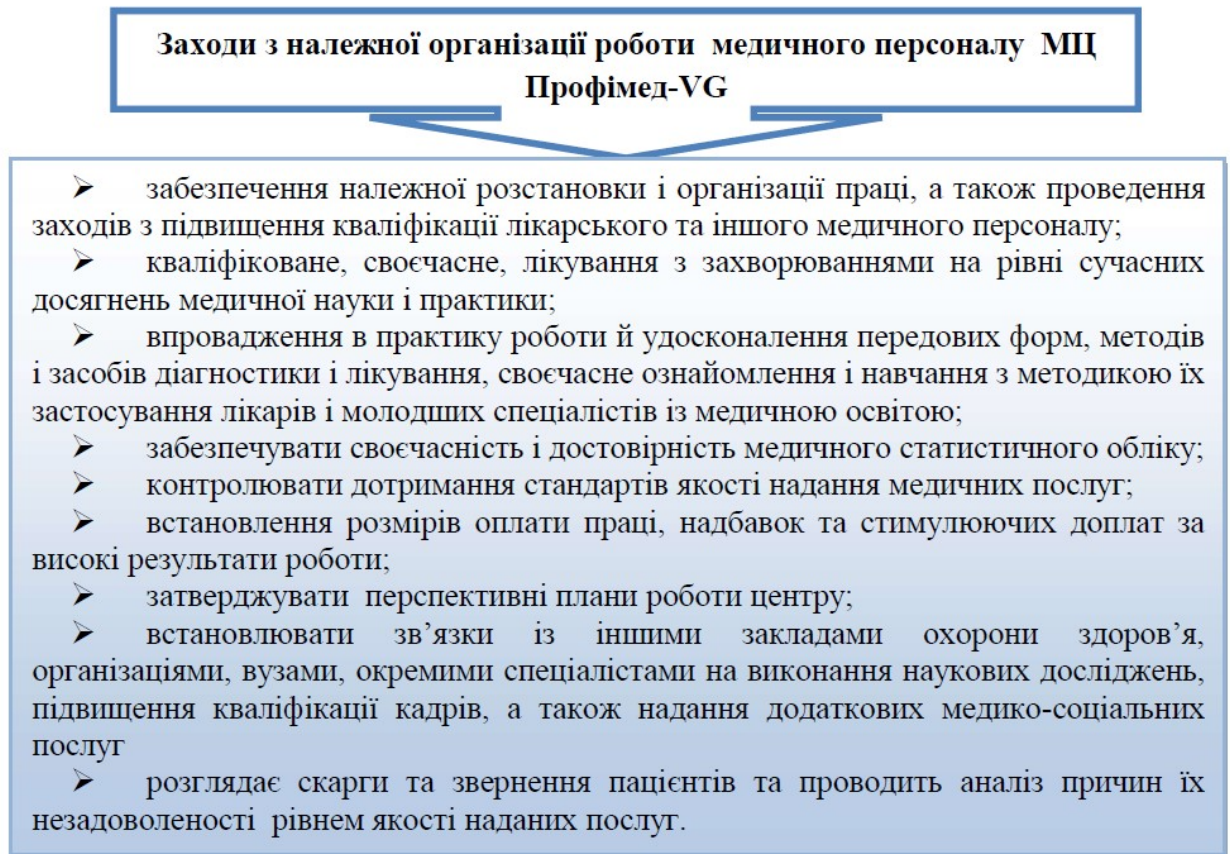 Заходи з належної організації роботи медичного персоналу МЦ
Профімед-VG
➢ забезпечення належної розстановки і організації праці, а також проведення
заходів з підвищення кваліфікації лікарського та іншого медичного персоналу;
➢ кваліфіковане, своєчасне, лікування з захворюваннями на рівні сучасних
досягнень медичної науки і практики;
➢ впровадження в практику роботи й удосконалення передових форм, методів
і засобів діагностики і лікування, своєчасне ознайомлення і навчання з методикою їх
застосування лікарів і молодших спеціалістів із медичною освітою;
➢ забезпечувати своєчасність і достовірність медичного статистичного обліку;
➢ контролювати дотримання стандартів якості надання медичних послуг;
➢ встановлення розмірів оплати праці, надбавок та стимулюючих доплат за
високі результати роботи;
➢ затверджувати перспективні плани роботи центру;
➢ встановлювати зв’язки із іншими закладами охорони здоров’я,
організаціями, вузами, окремими спеціалістами на виконання наукових досліджень,
підвищення кваліфікації кадрів, а також надання додаткових медико-соціальних
послуг
➢ розглядає скарги та звернення пацієнтів та проводить аналіз причин їх
незадоволеності рівнем якості наданих послуг.